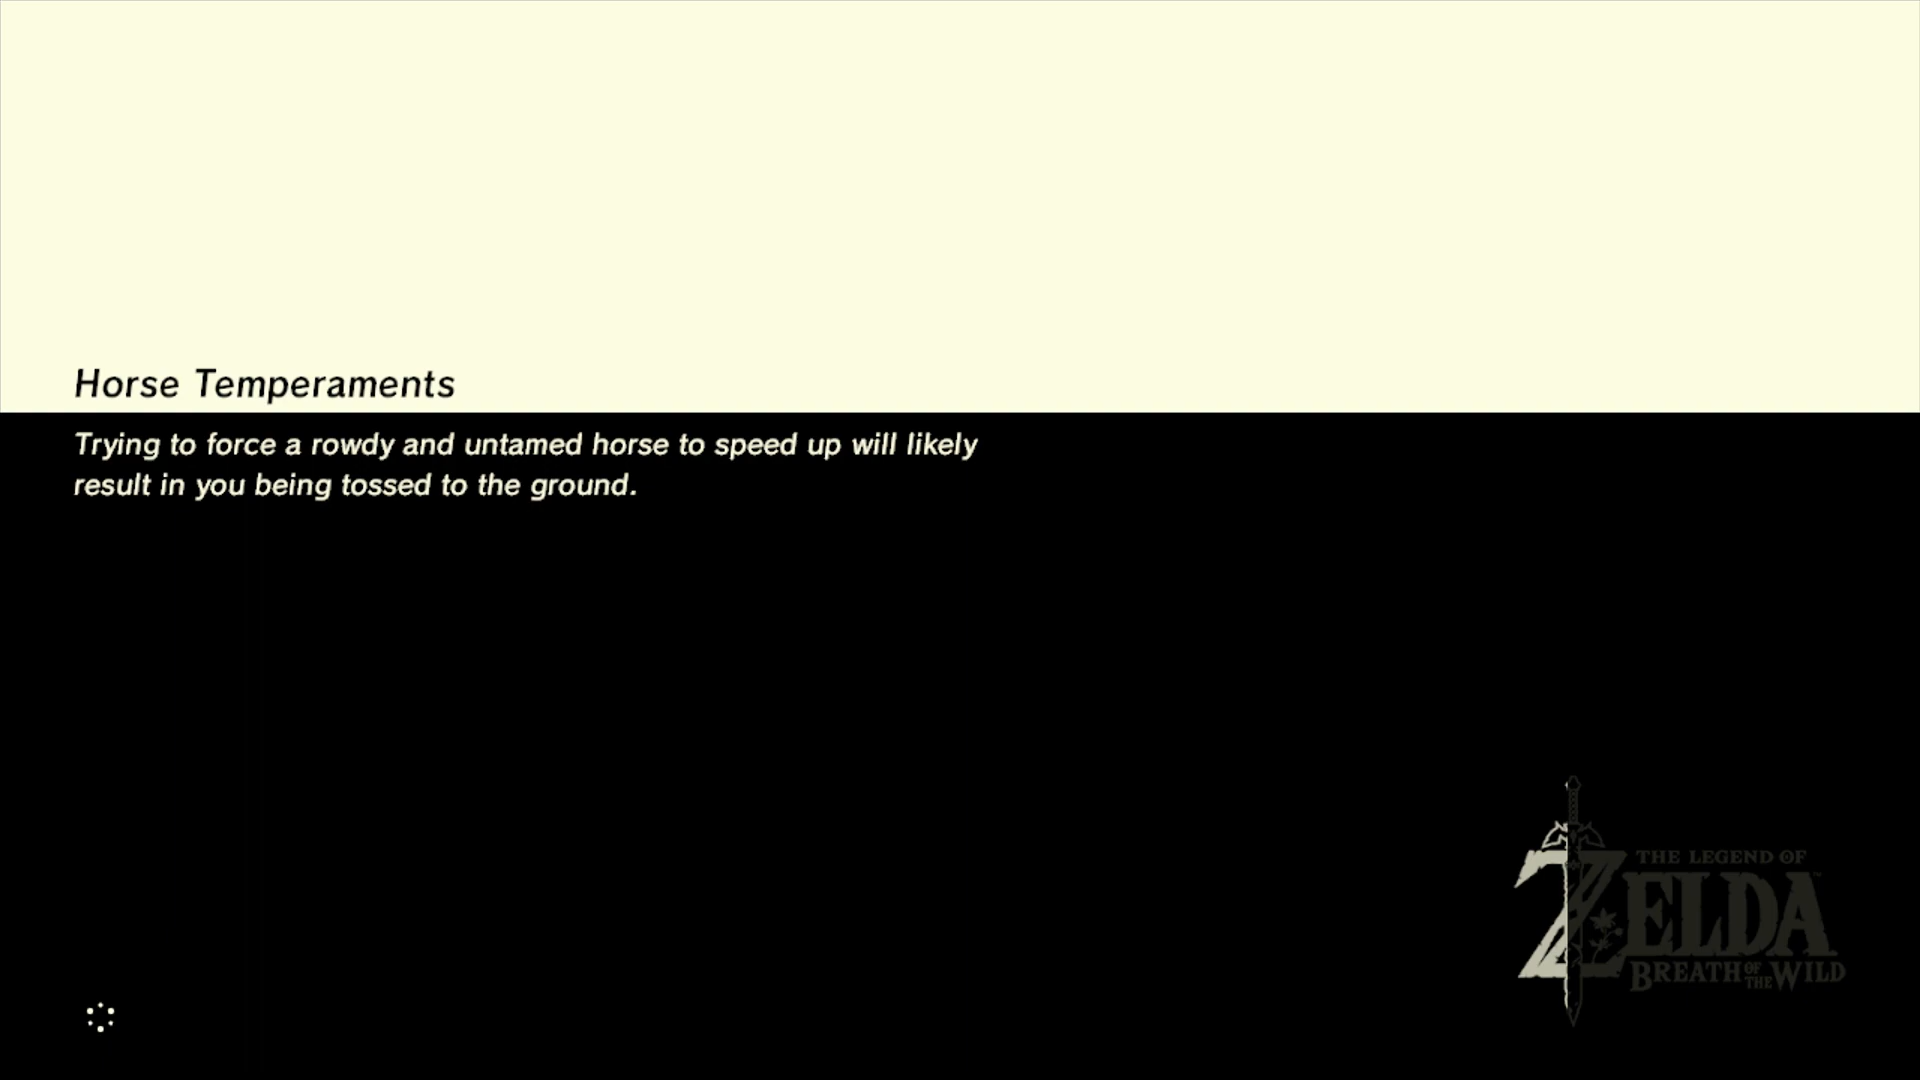 Horse Temperaments
Trying to force a rowdy and untamed horse to speed up will likely
result in you being tossed to the ground.
THE LEGEND OF
ZELDA
BREATH OF THE WILD